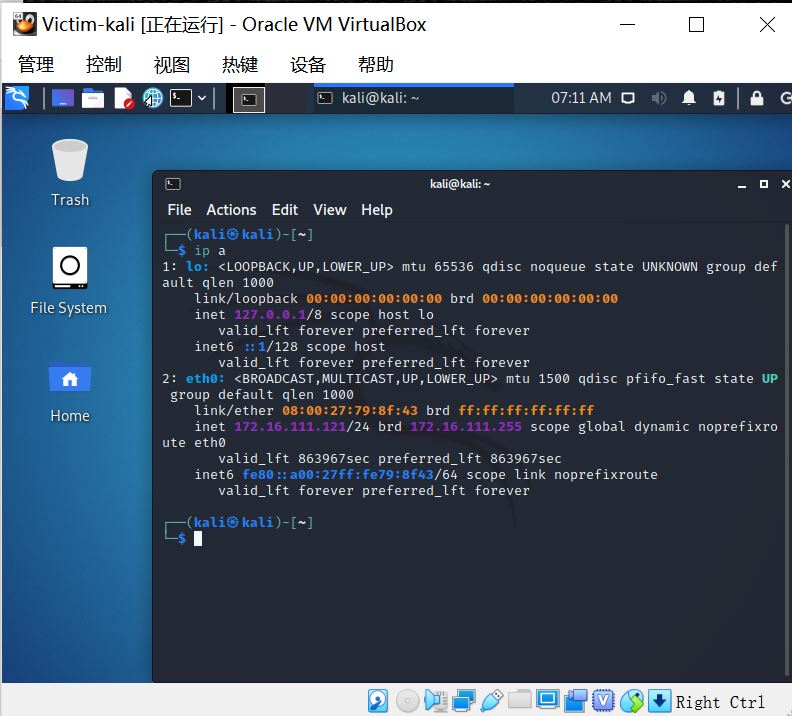 Victim-kali [正在运行] - Oracle VM VirtualBox
管理 控制 视图 热键 设备 帮助
kali@kali: ~ 07:11 AM
Trash
File System
Home
kali@kali: ~
File Actions Edit View Help
┌──(kali㉿kali)-[~]
└─$ ip a
1: lo: <LOOPBACK,UP,LOWER_UP> mtu 65536 qdisc noqueue state UNKNOWN group def
ault qlen 1000
link/loopback 00:00:00:00:00:00 brd 00:00:00:00:00:00
inet 127.0.0.1/8 scope host lo
valid_lft forever preferred_lft forever
inet6 ::1/128 scope host
valid_lft forever preferred_lft forever
2: eth0: <BROADCAST,MULTICAST,UP,LOWER_UP> mtu 1500 qdisc pfifo_fast state UP
group default qlen 1000
link/ether 08:00:27:79:8f:43 brd ff:ff:ff:ff:ff:ff
inet 172.16.111.121/24 brd 172.16.111.255 scope global dynamic noprefixro
ute eth0
valid_lft 863967sec preferred_lft 863967sec
inet6 fe80::a00:27ff:fe79:8f43/64 scope link noprefixroute
valid_lft forever preferred_lft forever
┌──(kali㉿kali)-[~]
└─$
Right Ctrl